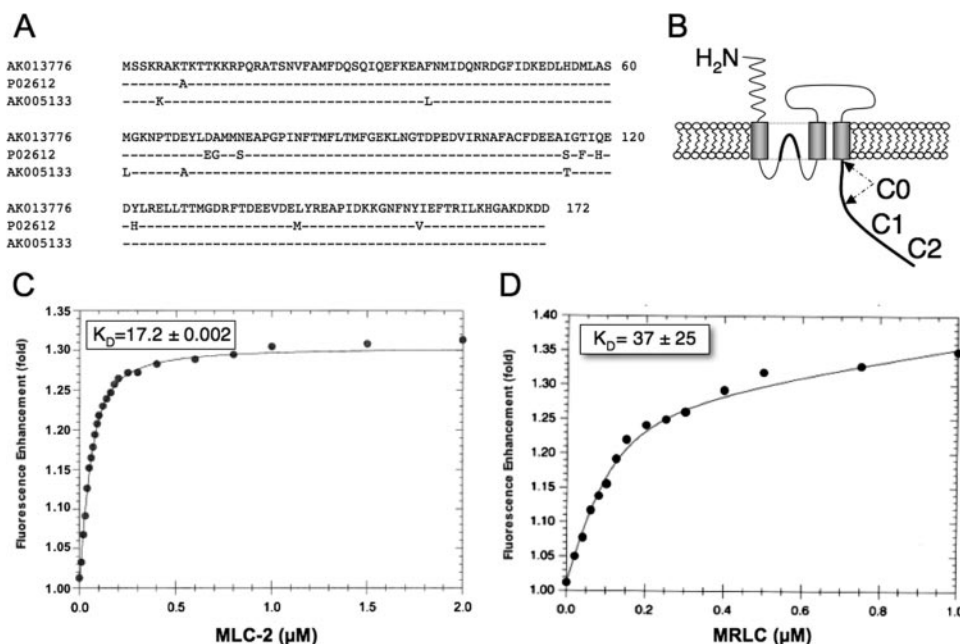 A
AK013776 MSSKRAKTKTTKKRPQRATSNVFAMFDQSQIQEFKEAFNMIDQNRDGFIDKEDLHDMLAS 60
P02612 -------A----------------------------------------------------
AK005133 ----K--------------------------------L----------------------
AK013776 MGKNPTDEYLDAMMNEAPGPINFTMFLTMFGEKLNGTDPEDVIRNAFACFDEEAIGTIQE 120
P02612 ----------EG--S----------------------------------------S-F-H-
AK005133 L------A----------------------------------------------T-----
AK013776 DYLRELLTTMGDRFTDEEVDELYREAPIDKKGNFNYIEFTRILKHGAKDKDD 172
P02612 -H-------------------M--------------V---------------
AK005133 ----------------------------------------------------
B
H₂N
C0
C1
C2
C
K_D=17.2 ± 0.002
Fluorescence Enhancement (fold)
1.35
1.30
1.25
1.20
1.15
1.10
1.05
1.00
0.0 0.5 1.0 1.5 2.0
MLC-2 (µM)
D
K_D= 37 ± 25
Fluorescence Enhancement (fold)
1.40
1.35
1.30
1.25
1.20
1.15
1.10
1.05
1.00
0.0 0.2 0.4 0.6 0.8 1.0
MRLC (µM)